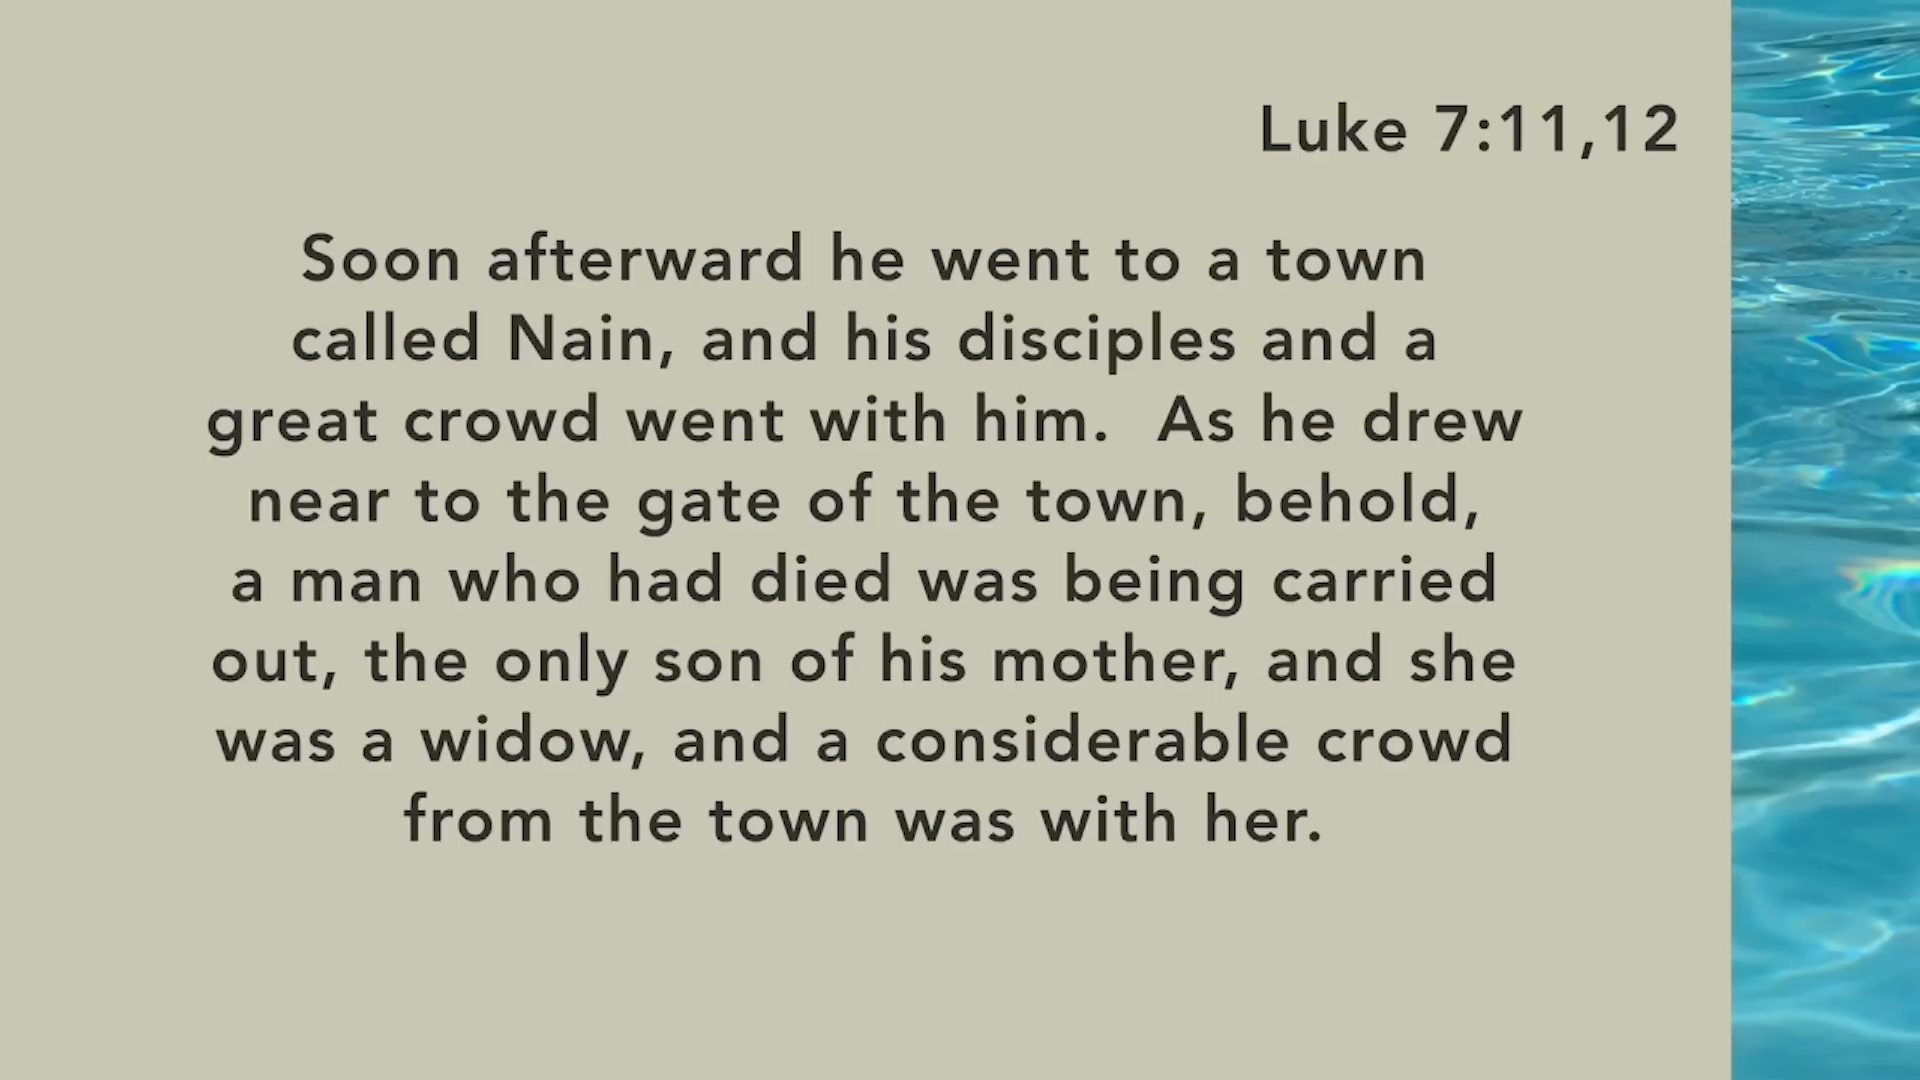 Luke 7:11,12
Soon afterward he went to a town
called Nain, and his disciples and a
great crowd went with him.  As he drew
near to the gate of the town, behold,
a man who had died was being carried
out, the only son of his mother, and she
was a widow, and a considerable crowd
from the town was with her.